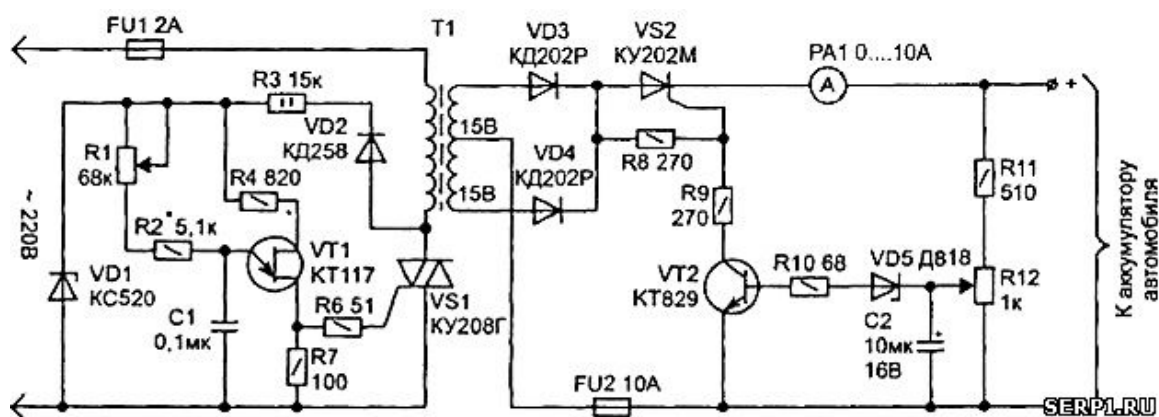 FU1 2A
T1
VD3
КД202Р
VS2
КУ202М
PA1 0....10A
R3 15к
VD2
КД258
15В
A
+
R1
68к
R4 820
VD4
КД202Р
R8 270
R11
510
15В
R9
270
~ 220В
R2* 5,1к
VT1
КТ117
VD1
КС520
C1
0,1мк
R6 51
VS1
КУ208Г
R7
100
VT2
КТ829
R10 68
VD5 Д818
R12
1к
C2
10мк
16В
+
FU2 10A
К аккумулятору
автомобиля
SERP1.RU